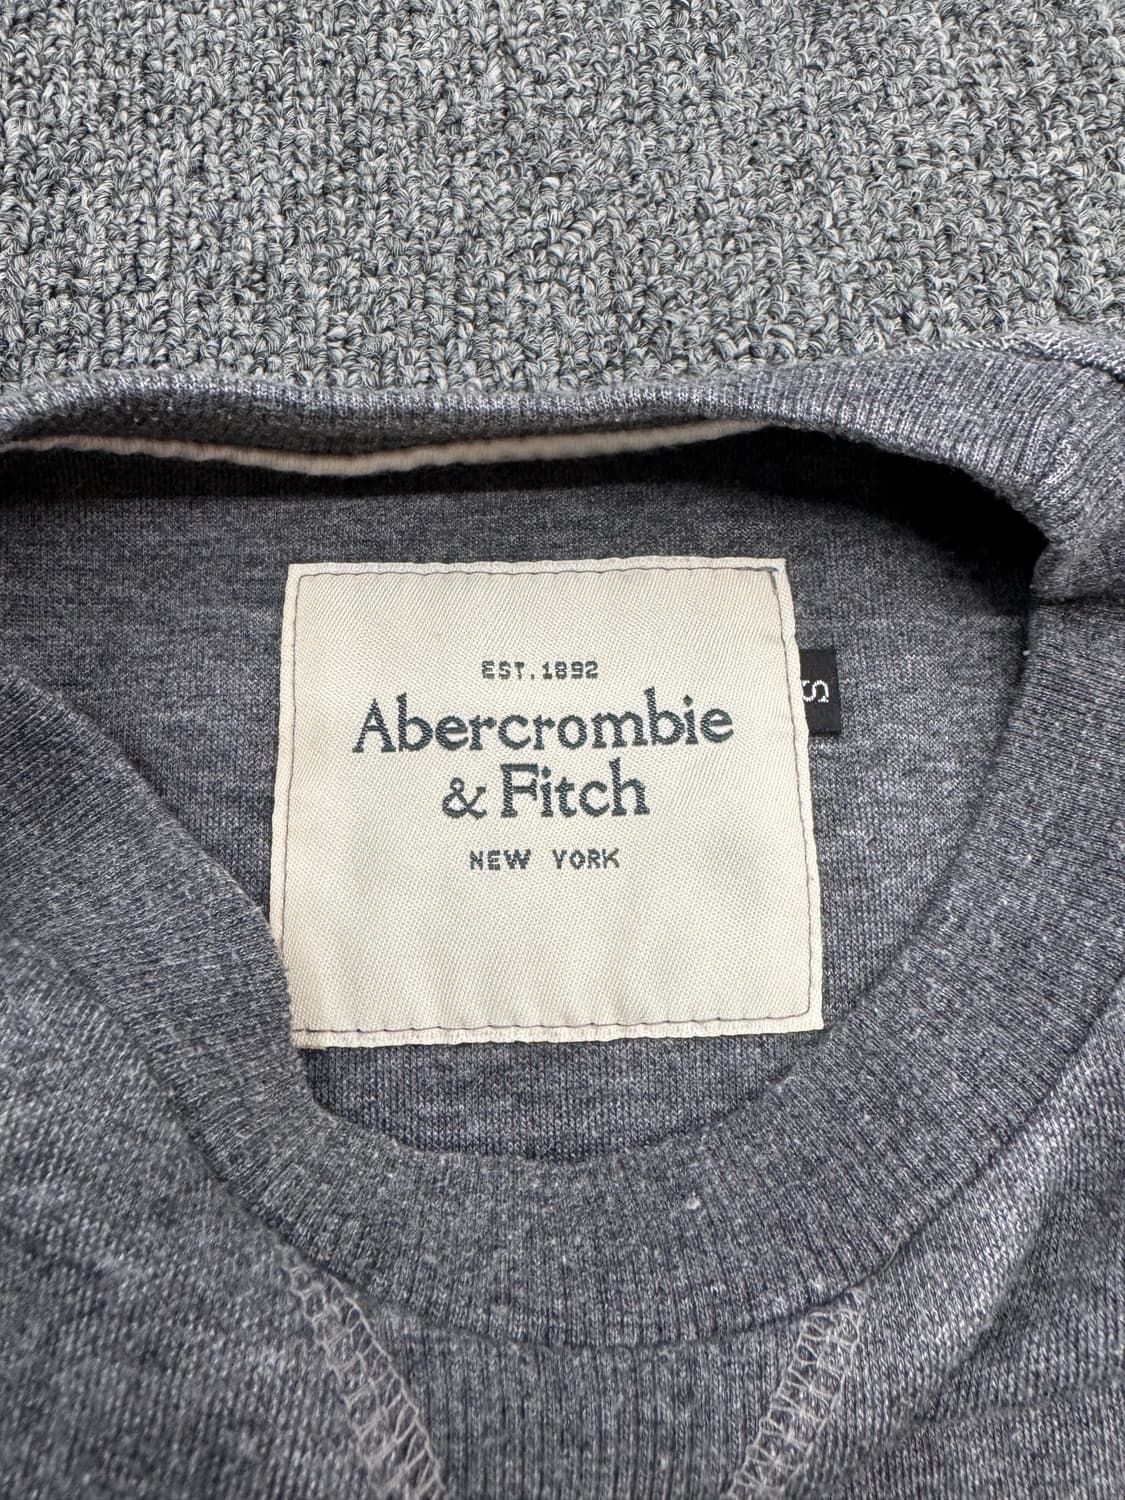 EST. 1892
Abercrombie
& Fitch
NEW YORK
S